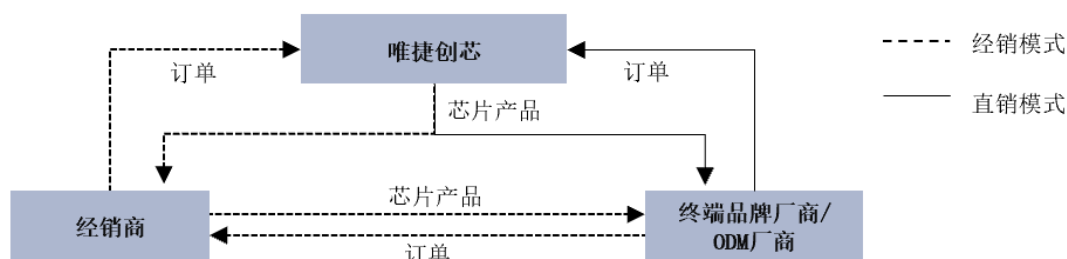 唯捷创芯
经销模式
订单
订单
直销模式
芯片产品
芯片产品
经销商
终端品牌厂商/
ODM厂商
订单